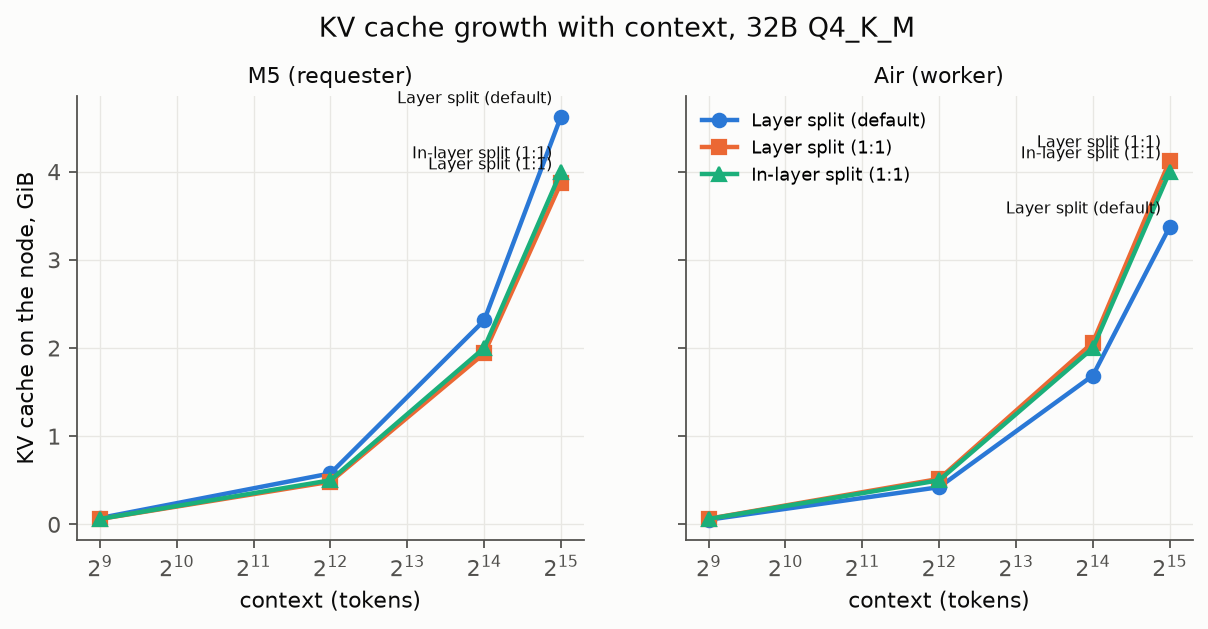 KV cache growth with context, 32B Q4_K_M
M5 (requester)
KV cache on the node, GiB
4
3
2
1
0
Layer split (default)
In-layer split (1:1)
Layer split (1:1)
2^9 2^10 2^11 2^12 2^13 2^14 2^15
context (tokens)
Air (worker)
Layer split (default)
Layer split (1:1)
In-layer split (1:1)
Layer split (1:1)
In-layer split (1:1)
Layer split (default)
2^9 2^10 2^11 2^12 2^13 2^14 2^15
context (tokens)